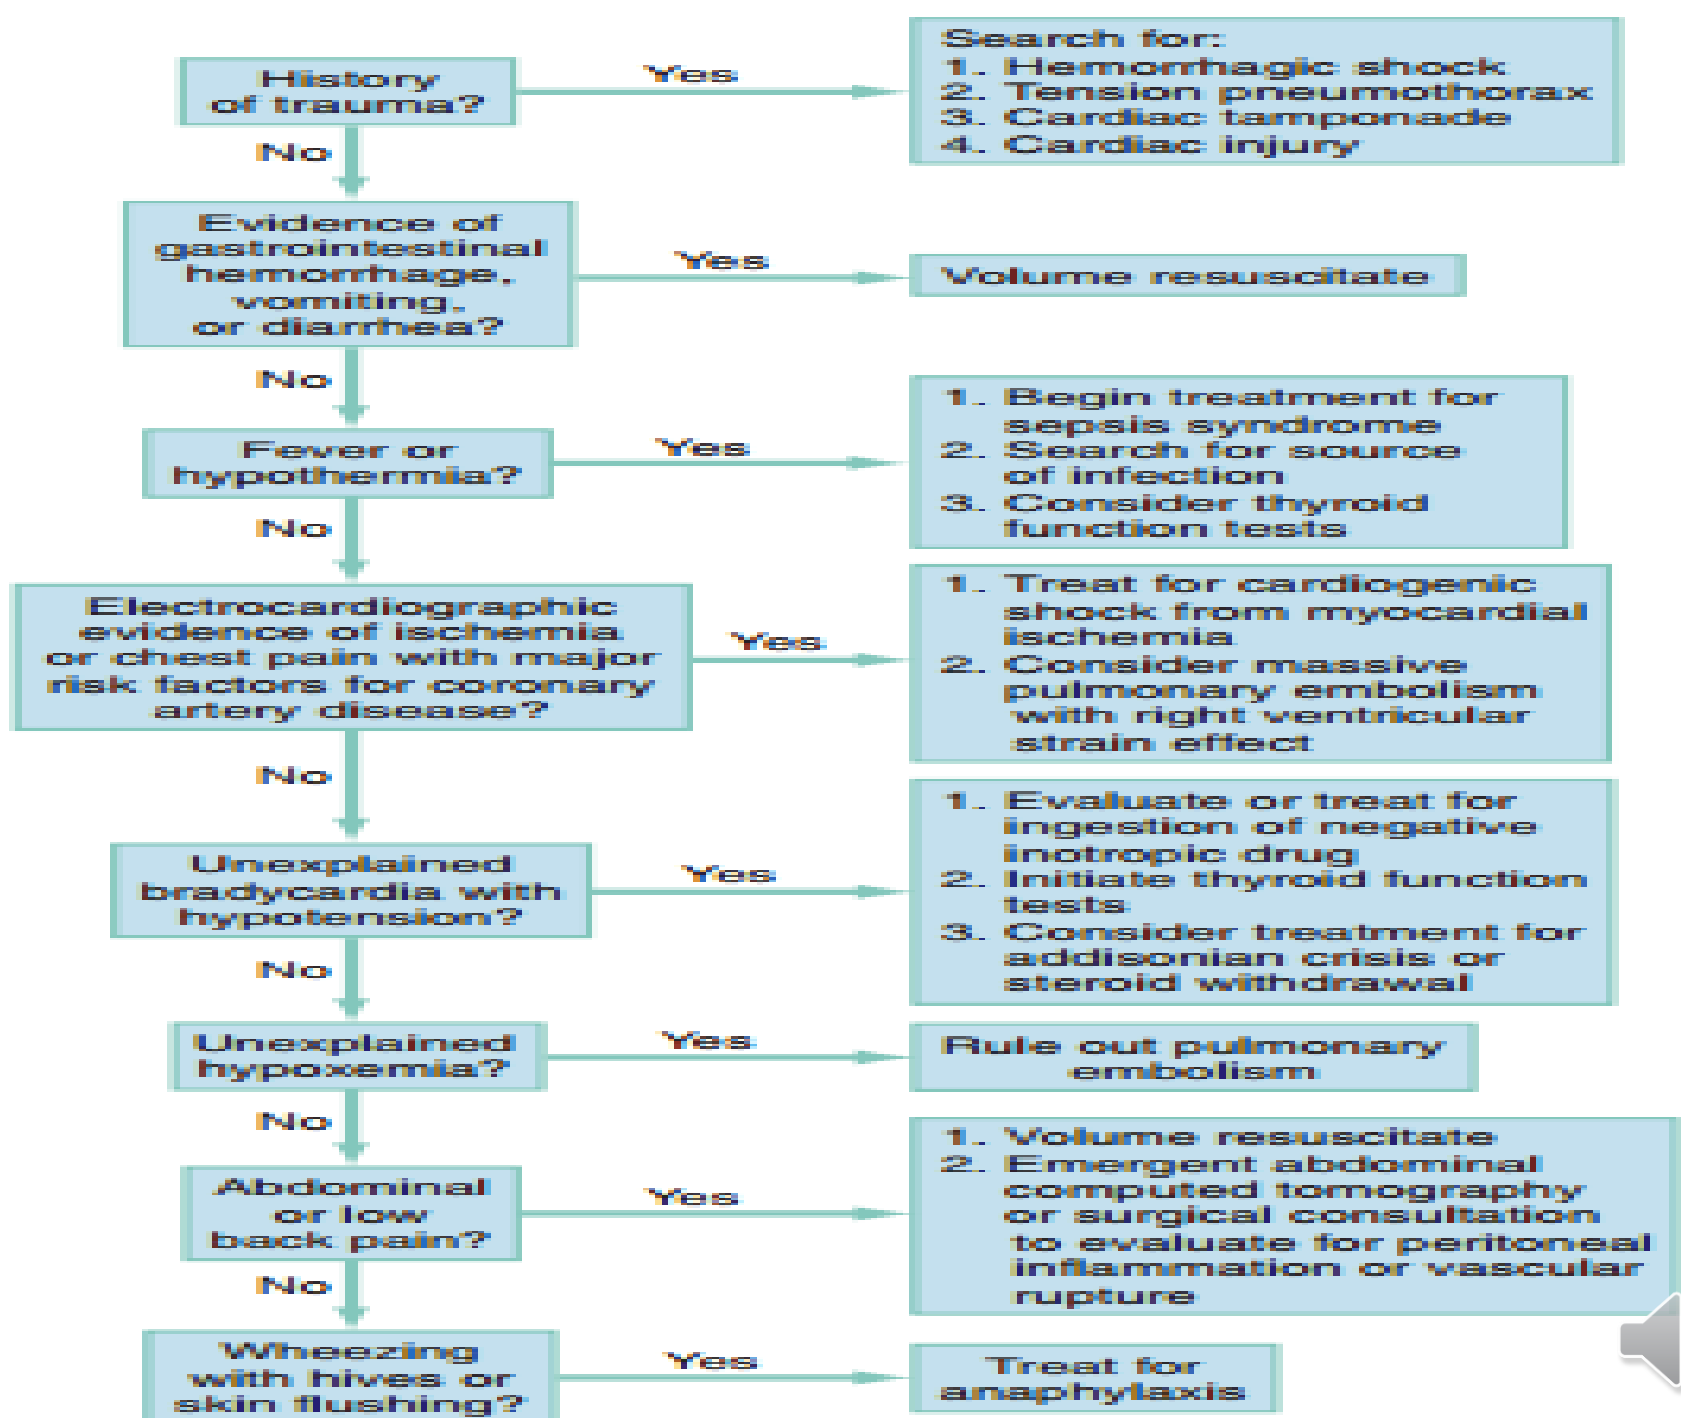 History
of trauma?
Yes
Search for:
1. Hemorrhagic shock
2. Tension pneumothorax
3. Cardiac tamponade
4. Cardiac injury
No
Evidence of
gastrointestinal
hemorrhage,
vomiting,
or diarrhea?
Yes
Volume resuscitate
No
Fever or
hypothermia?
Yes
1. Begin treatment for
sepsis syndrome
2. Search for source
of infection
3. Consider thyroid
function tests
No
Electrocardiographic
evidence of ischemia
or chest pain with major
risk factors for coronary
artery disease?
Yes
1. Treat for cardiogenic
shock from myocardial
ischemia
2. Consider massive
pulmonary embolism
with right ventricular
strain effect
No
Unexplained
bradycardia with
hypotension?
Yes
1. Evaluate or treat for
ingestion of negative
inotropic drug
2. Initiate thyroid function
tests
3. Consider treatment for
addisonian crisis or
steroid withdrawal
No
Unexplained
hypoxemia?
Yes
Rule out pulmonary
embolism
No
Abdominal
or low
back pain?
Yes
1. Volume resuscitate
2. Emergent abdominal
computed tomography
or surgical consultation
to evaluate for peritoneal
inflammation or vascular
rupture
No
Wheezing
with hives or
skin flushing?
Yes
Treat for
anaphylaxis